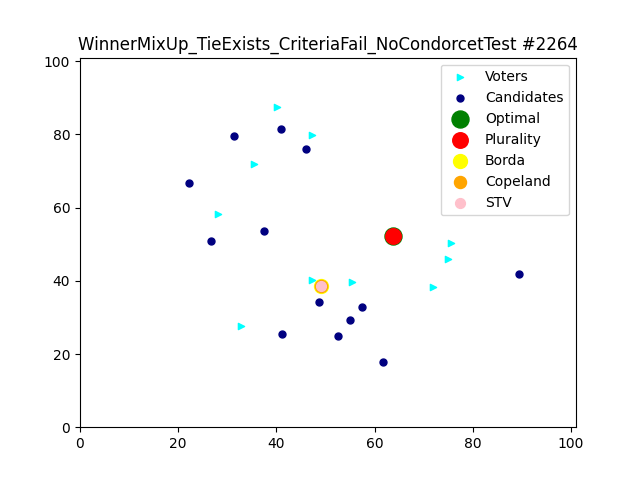 WinnerMixUp_TieExists_CriteriaFail_NoCondorcetTest #2264
Voters
Candidates
Optimal
Plurality
Borda
Copeland
STV
100
80
60
40
20
0
0 20 40 60 80 100